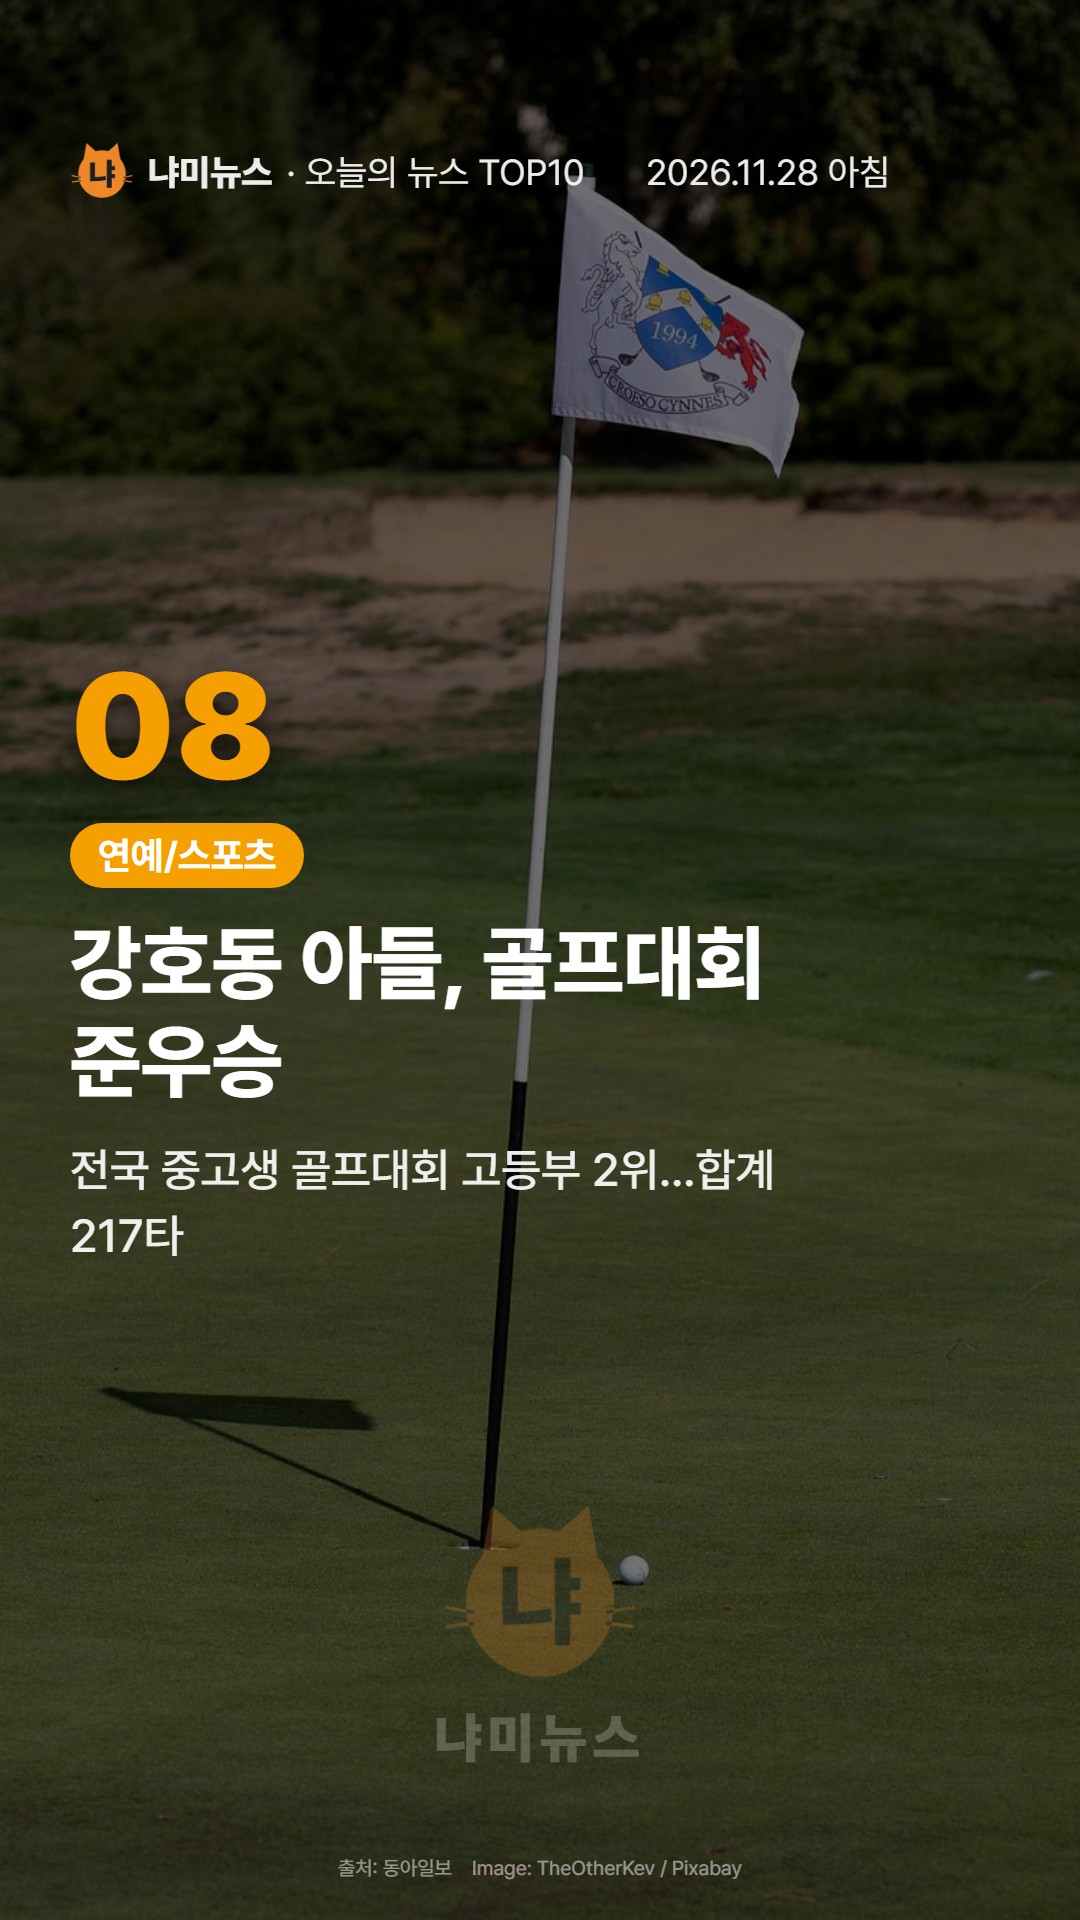 냐 냐미뉴스 · 오늘의 뉴스 TOP10 2026.11.28 아침
1994
CROESO CYNNES
08
연예/스포츠
강호동 아들, 골프대회
준우승
전국 중고생 골프대회 고등부 2위...합계
217타
냐
냐미뉴스
출처: 동아일보 Image: TheOtherKev / Pixabay